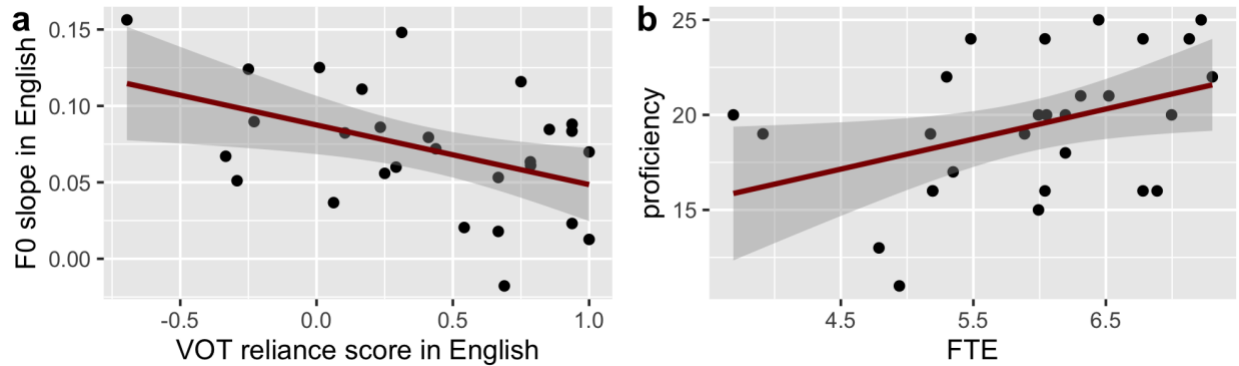 a
F0 slope in English
0.15
0.10
0.05
0.00
-0.5 0.0 0.5 1.0
VOT reliance score in English
b
proficiency
25
20
15
4.5 5.5 6.5
FTE